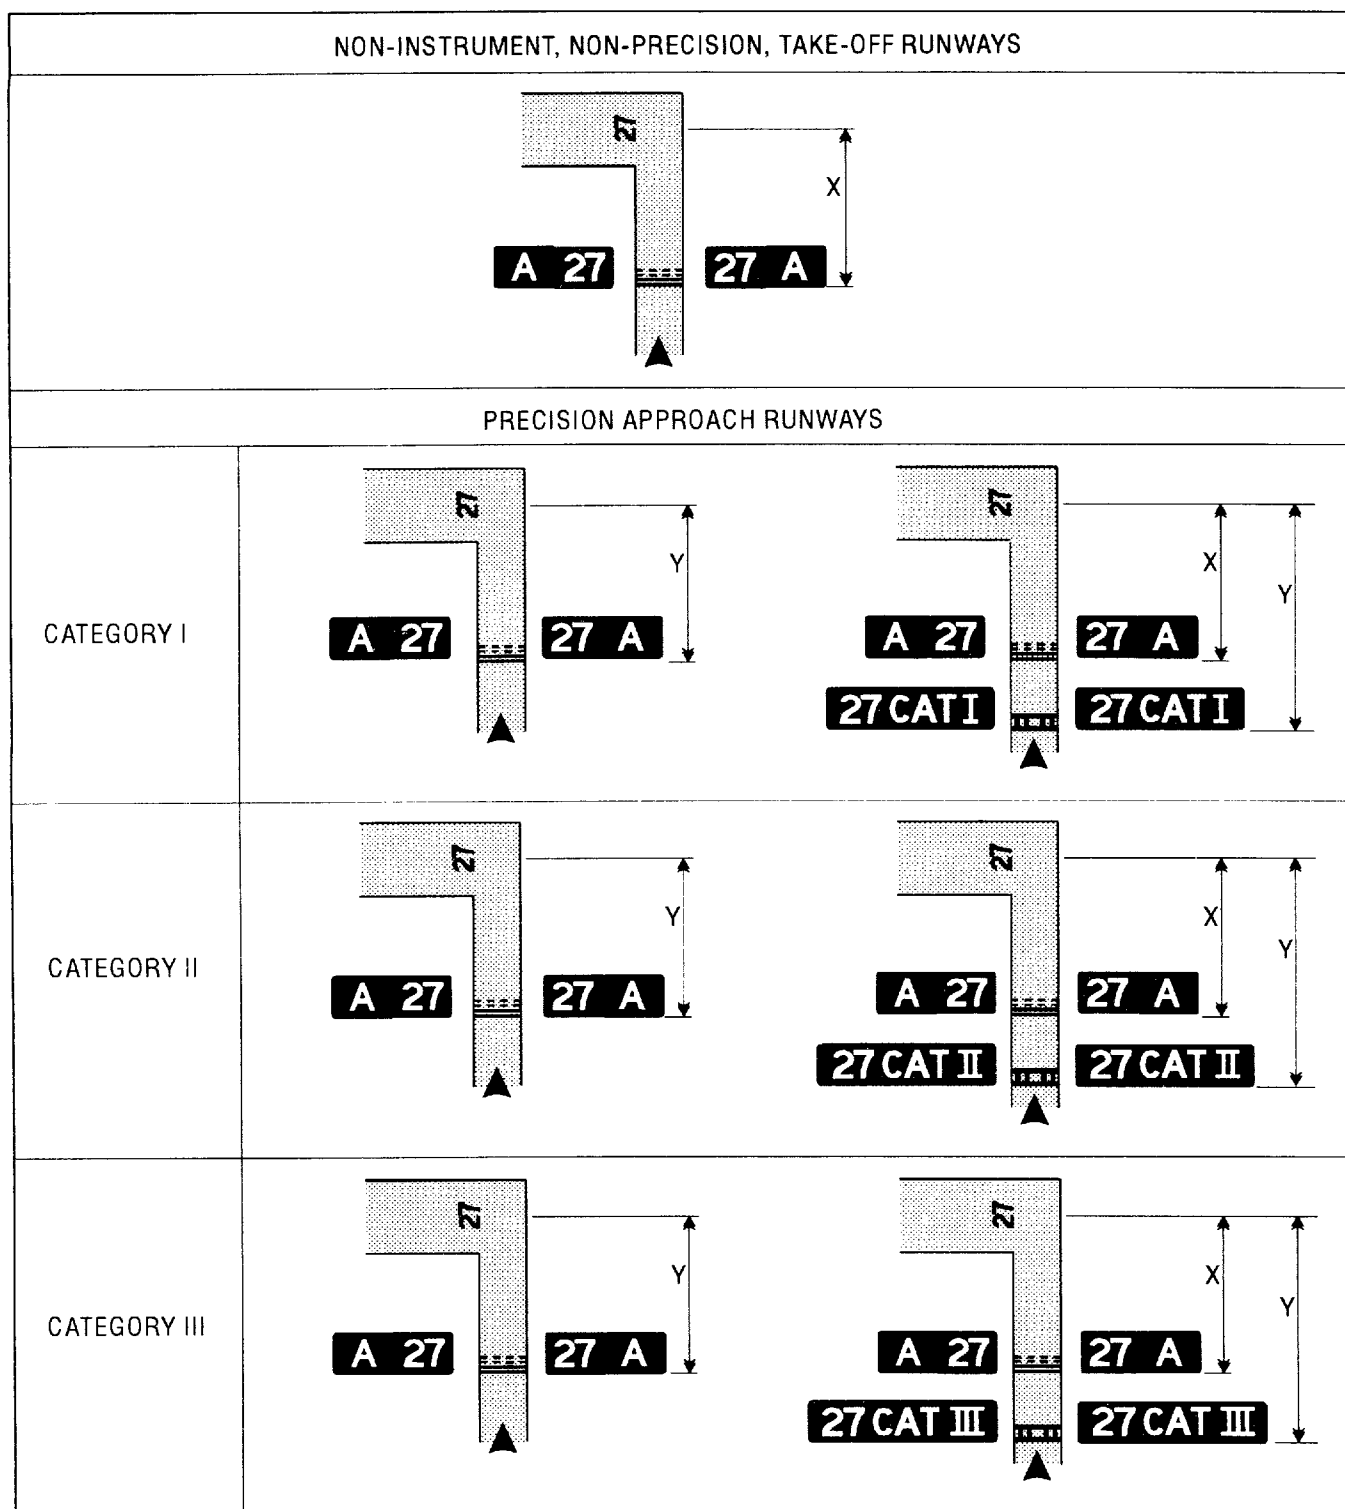 NON-INSTRUMENT, NON-PRECISION, TAKE-OFF RUNWAYS
27
X
A 27 27 A
PRECISION APPROACH RUNWAYS
CATEGORY I
27
Y
A 27 27 A
27
X
Y
A 27 27 A
27 CAT I 27 CAT I
CATEGORY II
27
Y
A 27 27 A
27
X
Y
A 27 27 A
27 CAT II 27 CAT II
CATEGORY III
27
Y
A 27 27 A
27
X
Y
A 27 27 A
27 CAT III 27 CAT III